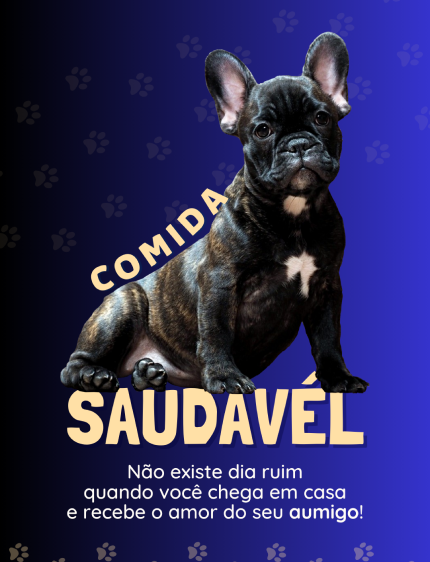 COMIDA
SAUDAVÉL
Não existe dia ruim
quando você chega em casa
e recebe o amor do seu aumigo!